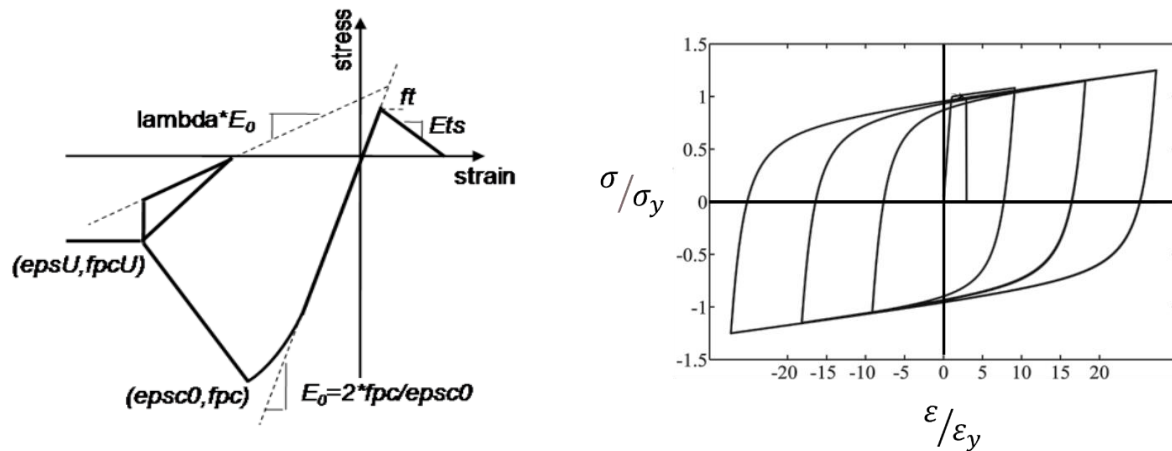 stress
lambda*E₀
ft
Ets
strain
(epsU,fpcU)
(epsc0,fpc)
E₀=2*fpc/epsc0
1.5
1
0.5
0
-0.5
-1
-1.5
σ/σy
-20 -15 -10 -5 0 5 10 15 20
ε/εy